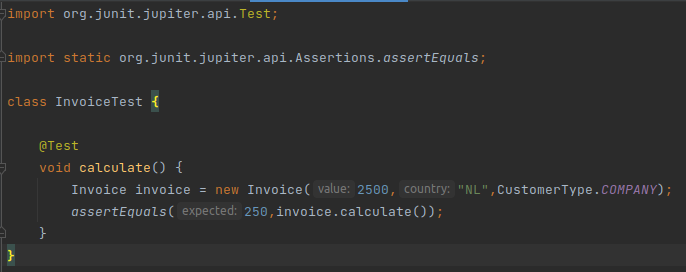 import org.junit.jupiter.api.Test;
import static org.junit.jupiter.api.Assertions.assertEquals;
class InvoiceTest {
@Test
void calculate() {
Invoice invoice = new Invoice( value: 2500, country: "NL",CustomerType.COMPANY);
assertEquals( expected: 250,invoice.calculate());
}
}